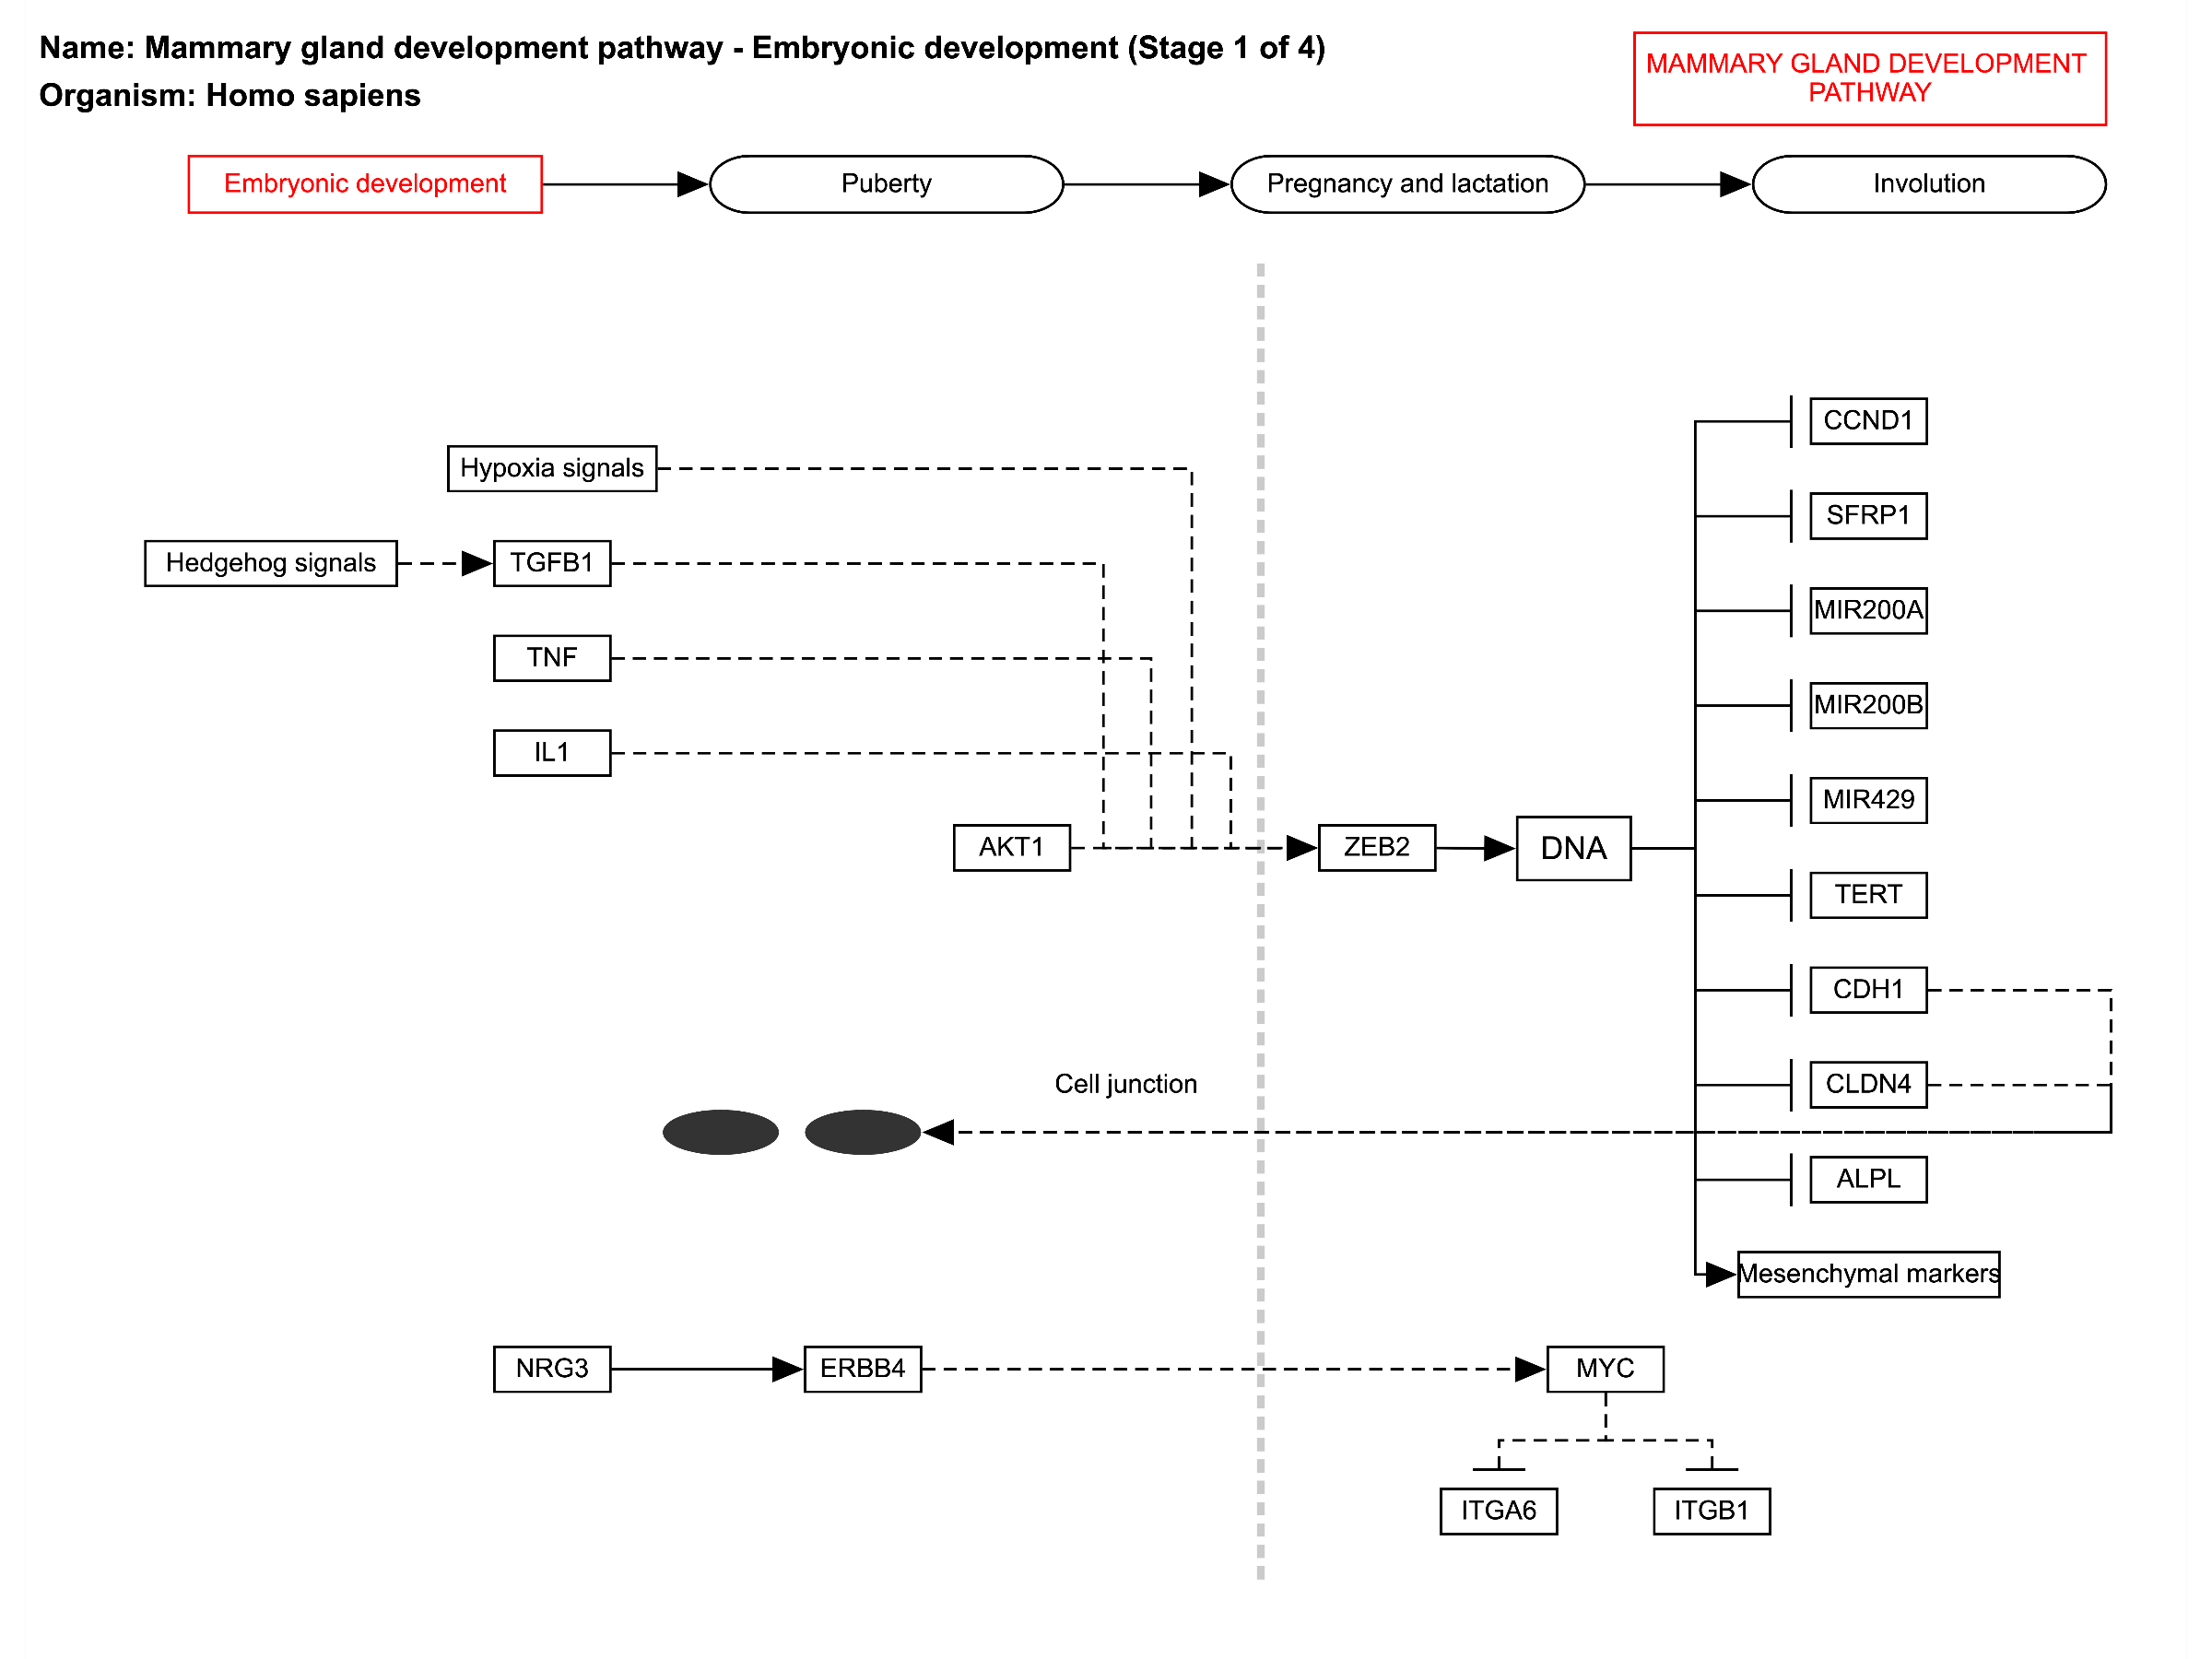 Name: Mammary gland development pathway - Embryonic development (Stage 1 of 4)
Organism: Homo sapiens
MAMMARY GLAND DEVELOPMENT
PATHWAY
Embryonic development
Puberty
Pregnancy and lactation
Involution
CCND1
Hypoxia signals
SFRP1
Hedgehog signals
TGFB1
MIR200A
TNF
MIR200B
IL1
MIR429
AKT1
ZEB2
DNA
TERT
CDH1
Cell junction
CLDN4
ALPL
Mesenchymal markers
NRG3
ERBB4
MYC
ITGA6
ITGB1